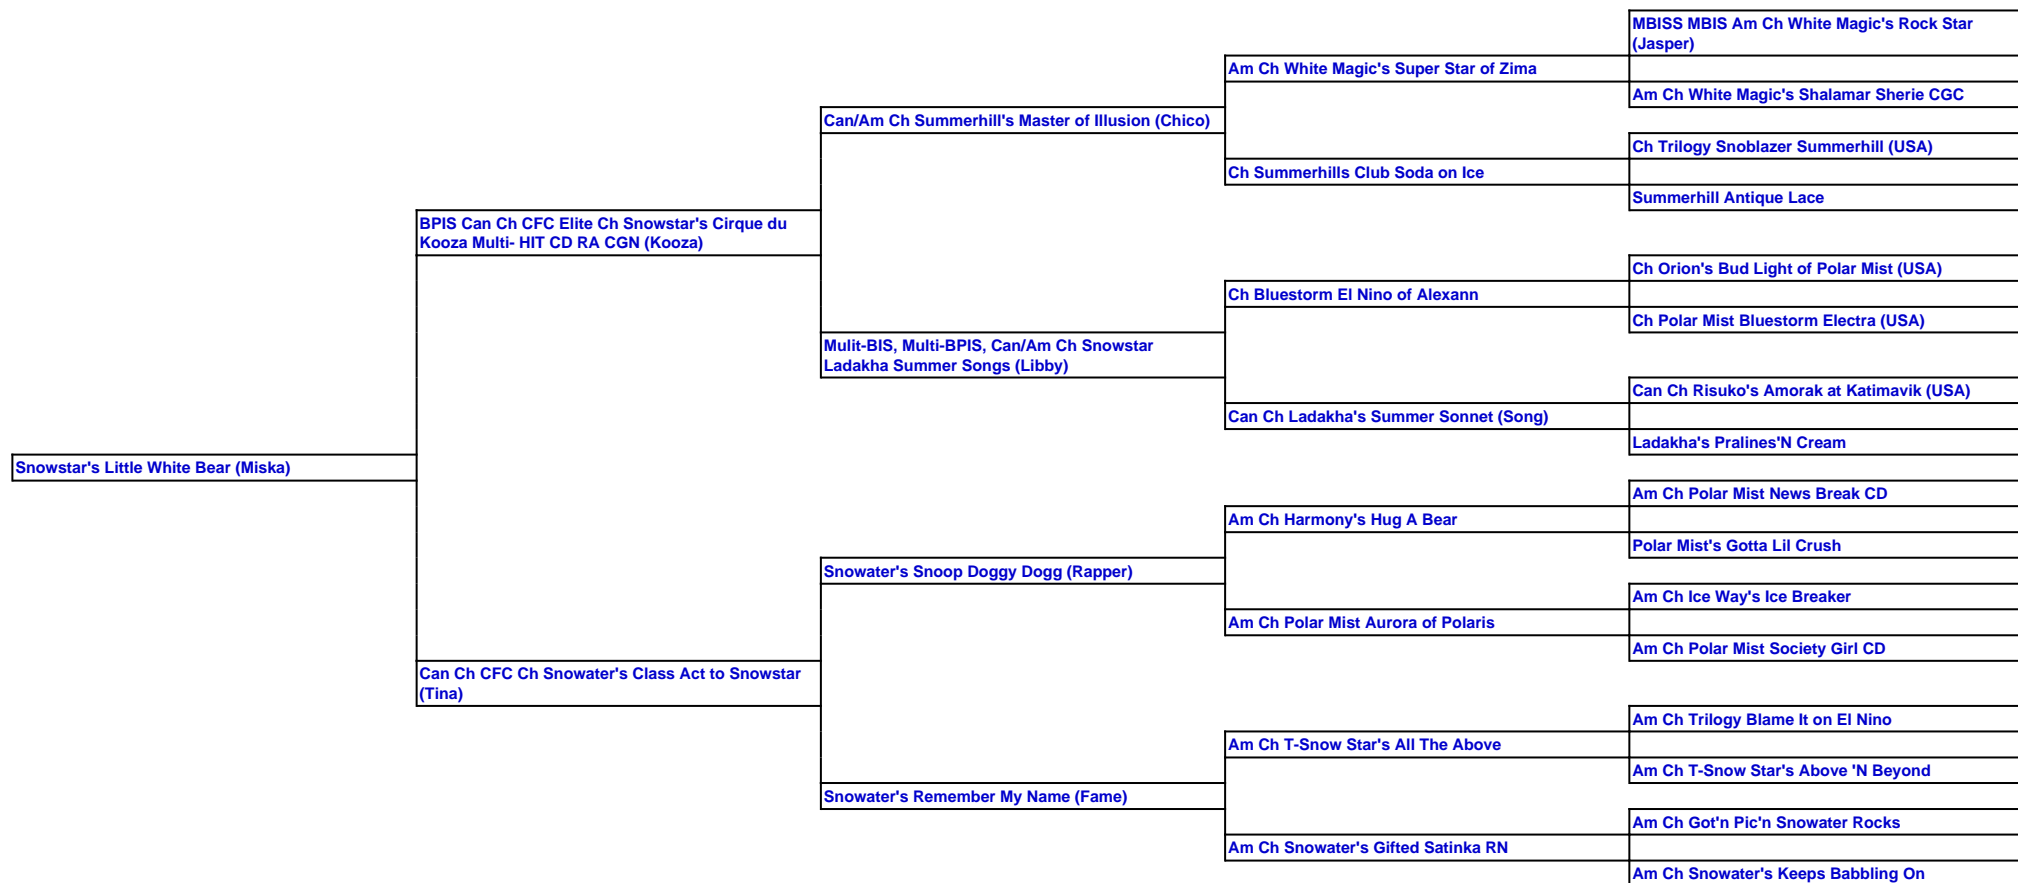 MBISS MBIS Am Ch White Magic's Rock Star
(Jasper)
Am Ch White Magic's Super Star of Zima
Am Ch White Magic's Shalamar Sherie CGC
Can/Am Ch Summerhill's Master of Illusion (Chico)
Ch Trilogy Snoblazer Summerhill (USA)
Ch Summerhills Club Soda on Ice
Summerhill Antique Lace
BPIS Can Ch CFC Elite Ch Snowstar's Cirque du
Kooza Multi- HIT CD RA CGN (Kooza)
Ch Orion's Bud Light of Polar Mist (USA)
Ch Bluestorm El Nino of Alexann
Ch Polar Mist Bluestorm Electra (USA)
Mulit-BIS, Multi-BPIS, Can/Am Ch Snowstar
Ladakha Summer Songs (Libby)
Can Ch Risuko's Amorak at Katimavik (USA)
Can Ch Ladakha's Summer Sonnet (Song)
Ladakha's Pralines'N Cream
Snowstar's Little White Bear (Miska)
Am Ch Polar Mist News Break CD
Am Ch Harmony's Hug A Bear
Polar Mist's Gotta Lil Crush
Snowater's Snoop Doggy Dogg (Rapper)
Am Ch Ice Way's Ice Breaker
Am Ch Polar Mist Aurora of Polaris
Am Ch Polar Mist Society Girl CD
Can Ch CFC Ch Snowater's Class Act to Snowstar
(Tina)
Am Ch Trilogy Blame It on El Nino
Am Ch T-Snow Star's All The Above
Am Ch T-Snow Star's Above 'N Beyond
Snowater's Remember My Name (Fame)
Am Ch Got'n Pic'n Snowater Rocks
Am Ch Snowater's Gifted Satinka RN
Am Ch Snowater's Keeps Babbling On